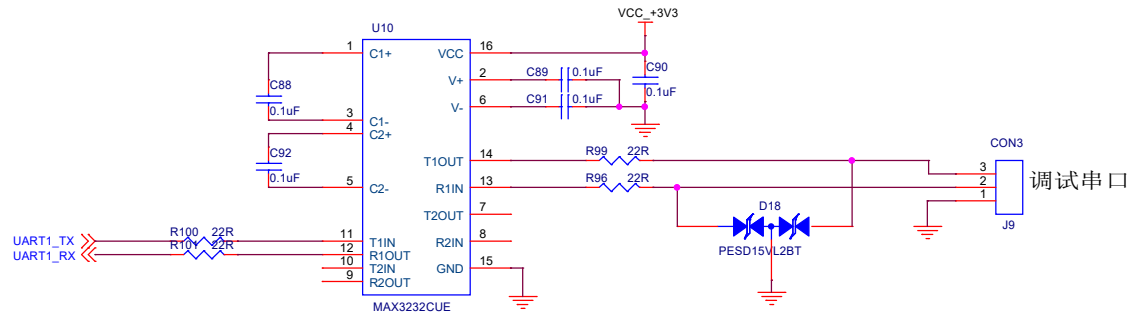 VCC_+3V3
U10
1 C1+ VCC 16
C88
0.1uF
2 V+ C89 0.1uF C90
0.1uF
6 V- C91 0.1uF
3 C1-
4 C2+
C92
0.1uF
5 C2-
T1OUT 14 R99 22R
R1IN 13 R96 22R
CON3
3
2
1
调试串口
J9
T2OUT 7
D18
PESD15VL2BT
R2IN 8
GND 15
UART1_TX R100 22R 11 T1IN
UART1_RX R101 22R 12 R1OUT
10 T2IN
9 R2OUT
MAX3232CUE